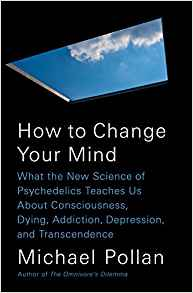 How to Change
Your Mind
What the New Science of
Psychedelics Teaches Us
About Consciousness,
Dying, Addiction, Depression,
and Transcendence
Michael Pollan
Author of The Omnivore's Dilemma